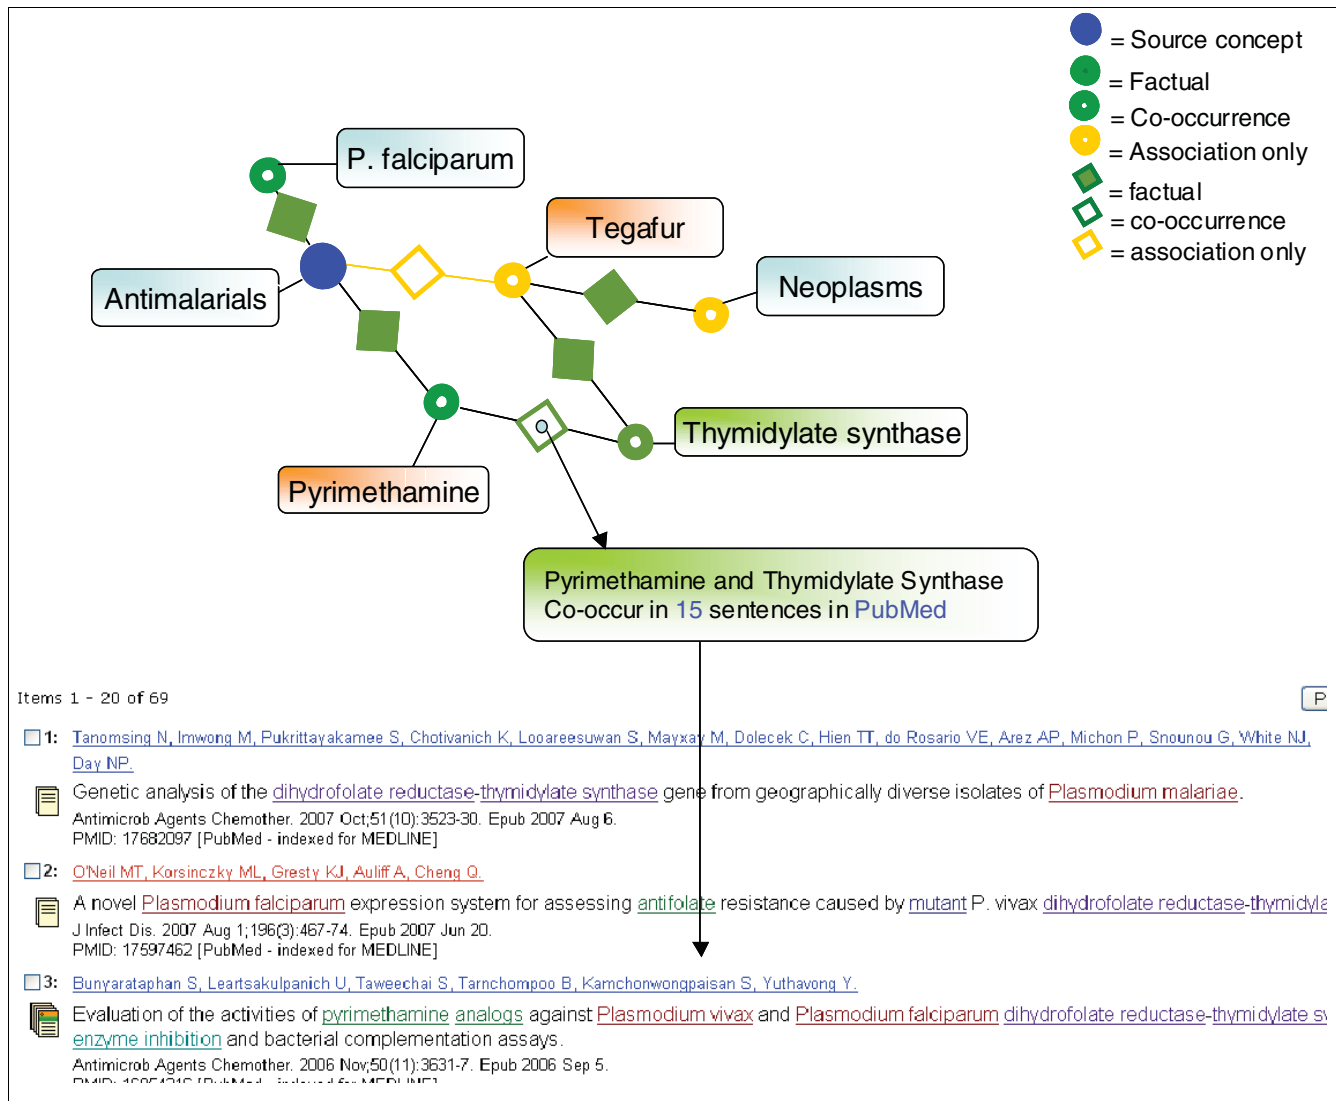 = Source concept
= Factual
= Co-occurrence
= Association only
= factual
= co-occurrence
= association only
P. falciparum
Tegafur
Antimalarials
Neoplasms
Thymidylate synthase
Pyrimethamine
Pyrimethamine and Thymidylate Synthase
Co-occur in 15 sentences in PubMed
Items 1 - 20 of 69
P
1: Tanomsing N, Imwong M, Pukrittayakamee S, Chotivanich K, Looareesuwan S, Mayxay M, Dolecek C, Hien TT, do Rosario VE, Arez AP, Michon P, Snounou G, White NJ,
Day NP.
Genetic analysis of the dihydrofolate reductase-thymidylate synthase gene from geographically diverse isolates of Plasmodium malariae.
Antimicrob Agents Chemother. 2007 Oct;51(10):3523-30. Epub 2007 Aug 6.
PMID: 17682097 [PubMed - indexed for MEDLINE]
2: O'Neil MT, Korsinczky ML, Gresty KJ, Auliff A, Cheng Q.
A novel Plasmodium falciparum expression system for assessing antifolate resistance caused by mutant P. vivax dihydrofolate reductase-thymidyla
J Infect Dis. 2007 Aug 1;196(3):467-74. Epub 2007 Jun 20.
PMID: 17597462 [PubMed - indexed for MEDLINE]
3: Bunyarataphan S, Leartsakulpanich U, Taweechai S, Tarnchompoo B, Kamchonwongpaisan S, Yuthavong Y.
Evaluation of the activities of pyrimethamine analogs against Plasmodium vivax and Plasmodium falciparum dihydrofolate reductase-thymidylate sy
enzyme inhibition and bacterial complementation assays.
Antimicrob Agents Chemother. 2006 Nov;50(11):3631-7. Epub 2006 Sep 5.
[PubMed - indexed for MEDLINE]